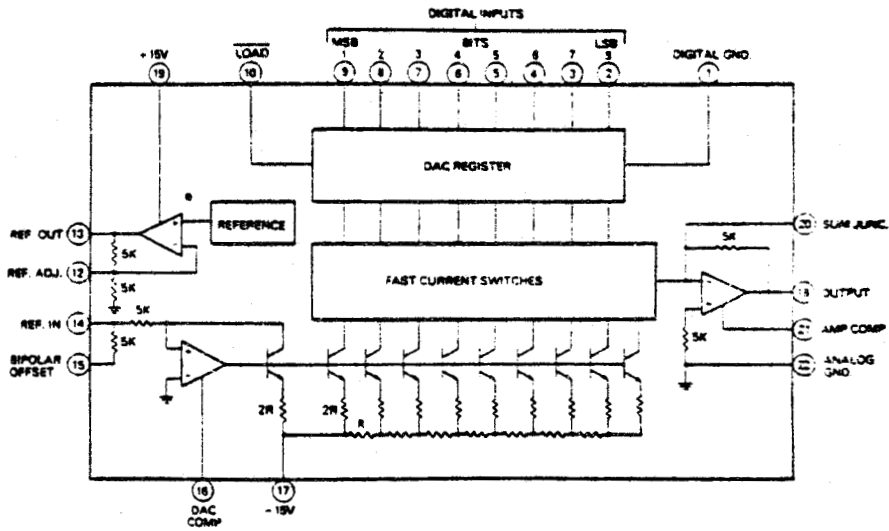 DIGITAL INPUTS
MSB BITS LSB
1 2 3 4 5 6 7 8
+15V
LOAD
DIGITAL GND.
19
10
9 8 7 6 5 4 3 2
1
DAC REGISTER
REFERENCE
REF OUT 13
5K
REF. ADJ. 12
5K
REF. IN 14
5K
5K
BIPOLAR
OFFSET
15
FAST CURRENT SWITCHES
20 SUM JUNC.
5K
OUTPUT
21 AMP COMP
5K
ANALOG
GND.
2R
2R
R
16
DAC
COMP
17
-15V